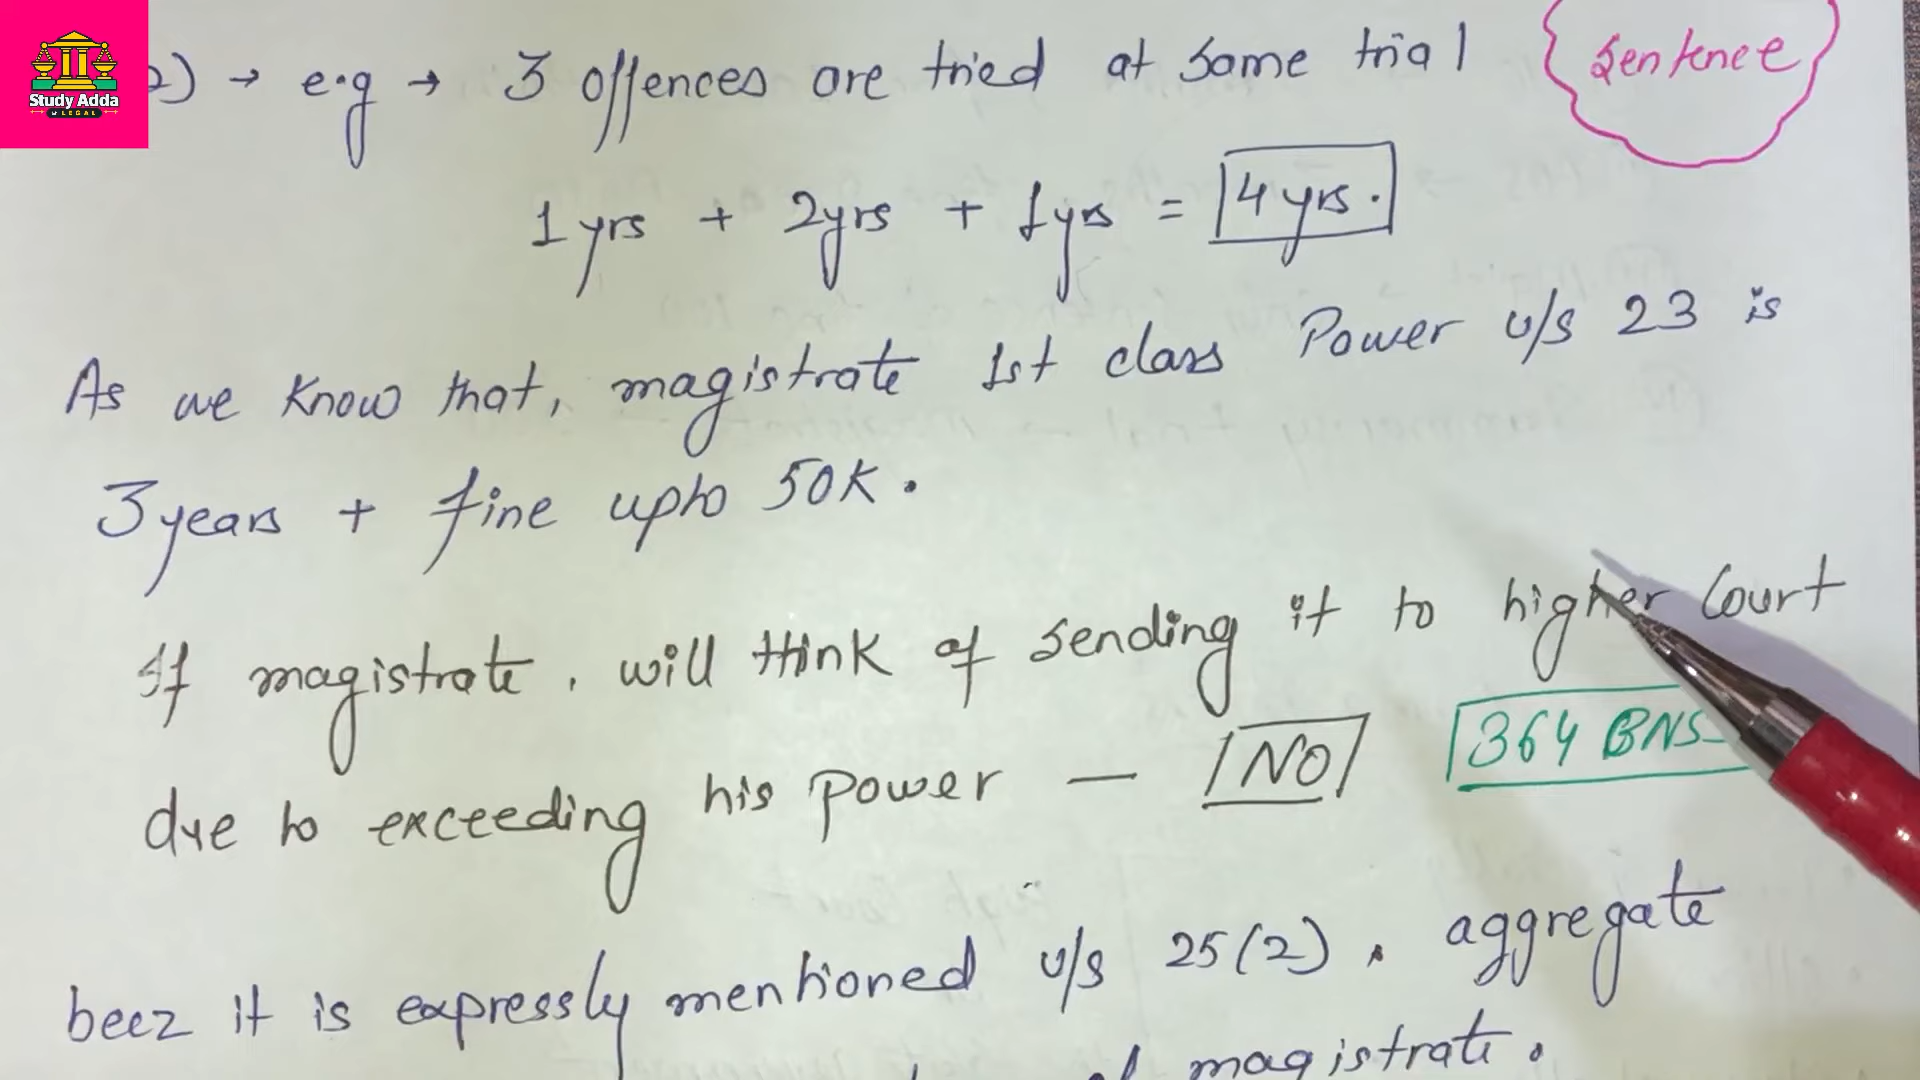 Study Adda
LEGAL
2) → e.g → 3 offences are tried at same trial
Sentence
1 yrs + 2yrs + 1yrs = 4 yrs.
As we know that, magistrate 1st class Power u/s 23 is
3 years + fine upto 50K.
If magistrate, will think of sending it to higher Court
due to exceeding his power — NO
364 BNS
becz it is expressly mentioned u/s 25(2), aggregate
magistrate.